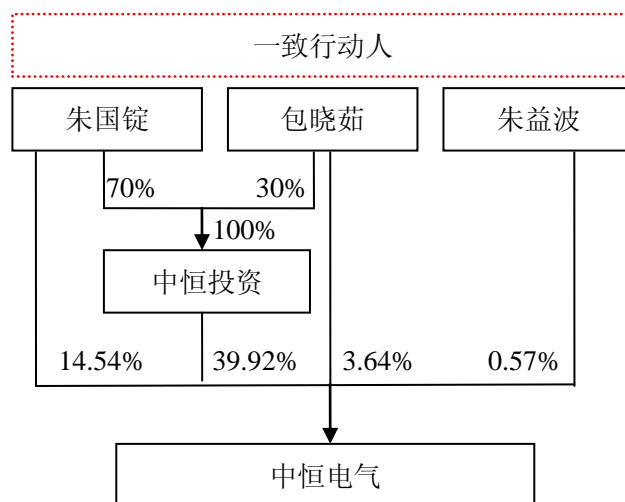 一致行动人
朱国锭 包晓茹 朱益波
70% 30%
100%
中恒投资
14.54% 39.92% 3.64% 0.57%
中恒电气